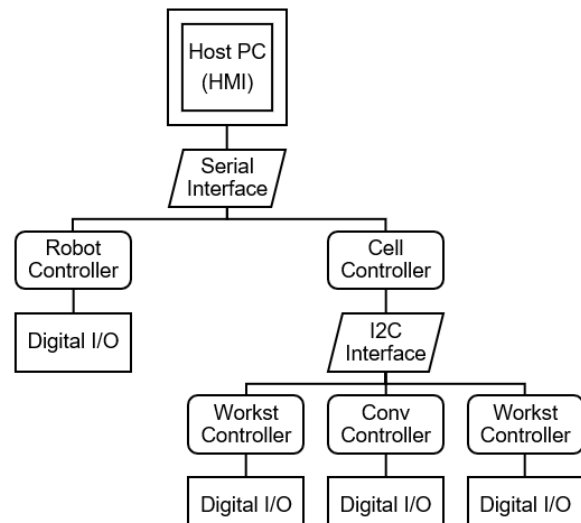 Host PC
(HMI)
Serial
Interface
Robot
Controller
Cell
Controller
Digital I/O
I2C
Interface
Workst
Controller
Conv
Controller
Workst
Controller
Digital I/O
Digital I/O
Digital I/O